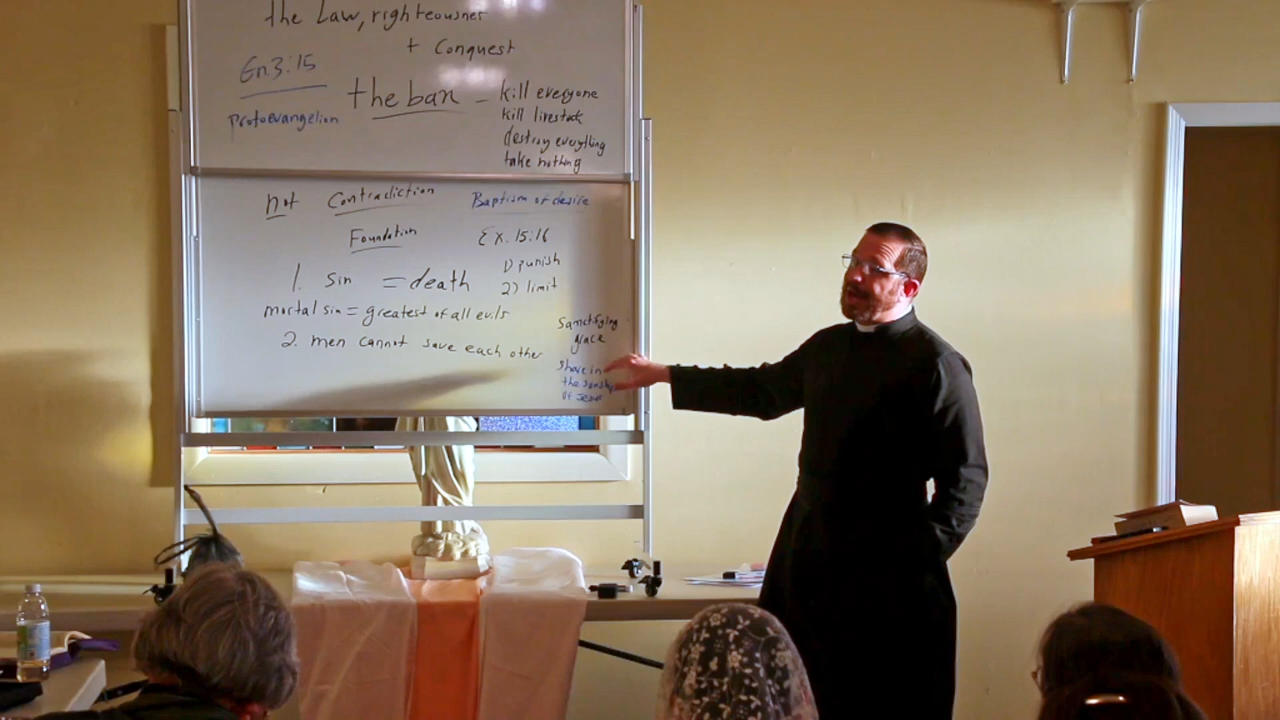 the Law, righteousness
+ Conquest
Gn. 3:15
protoevangelion
the ban - kill everyone
kill livestock
destroy everything
take nothing
not Contradiction
Foundation
1. sin = death
mortal sin = greatest of all evils
2. men cannot save each other
Baptism of desire
Ex. 15:16
1) punish
2) limit
Sanctifying
grace
share in
the sonship
of Jesus